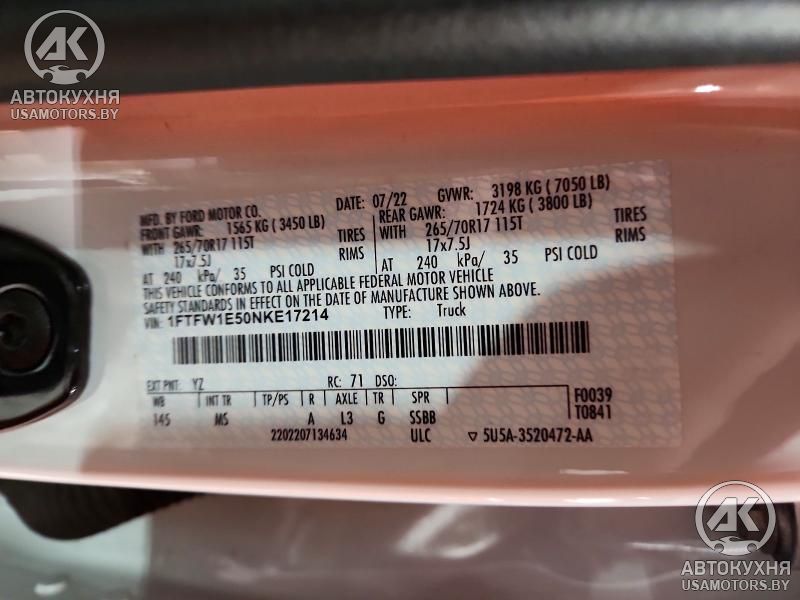 AK
АВТОКУХНЯ
USAMOTORS.BY
MFD. BY FORD MOTOR CO. DATE: 07/22 GVWR: 3198 KG ( 7050 LB)
FRONT GAWR: 1565 KG ( 3450 LB) REAR GAWR: 1724 KG ( 3800 LB)
WITH 265/70R17 115T TIRES WITH 265/70R17 115T TIRES
17x7.5J RIMS 17x7.5J RIMS
AT 240 kPa/ 35 PSI COLD AT 240 kPa/ 35 PSI COLD
THIS VEHICLE CONFORMS TO ALL APPLICABLE FEDERAL MOTOR VEHICLE
SAFETY STANDARDS IN EFFECT ON THE DATE OF MANUFACTURE SHOWN ABOVE.
VIN: 1FTFW1E50NKE17214 TYPE: Truck
EXT PNT: YZ RC: 71 DSO:
WB INT TR TP/PS R AXLE TR SPR F0039
145 MS A L3 G SSBB T0841
2202207134634 ULC ▽ 5U5A-3520472-AA
AK
АВТОКУХНЯ
USAMOTORS.BY